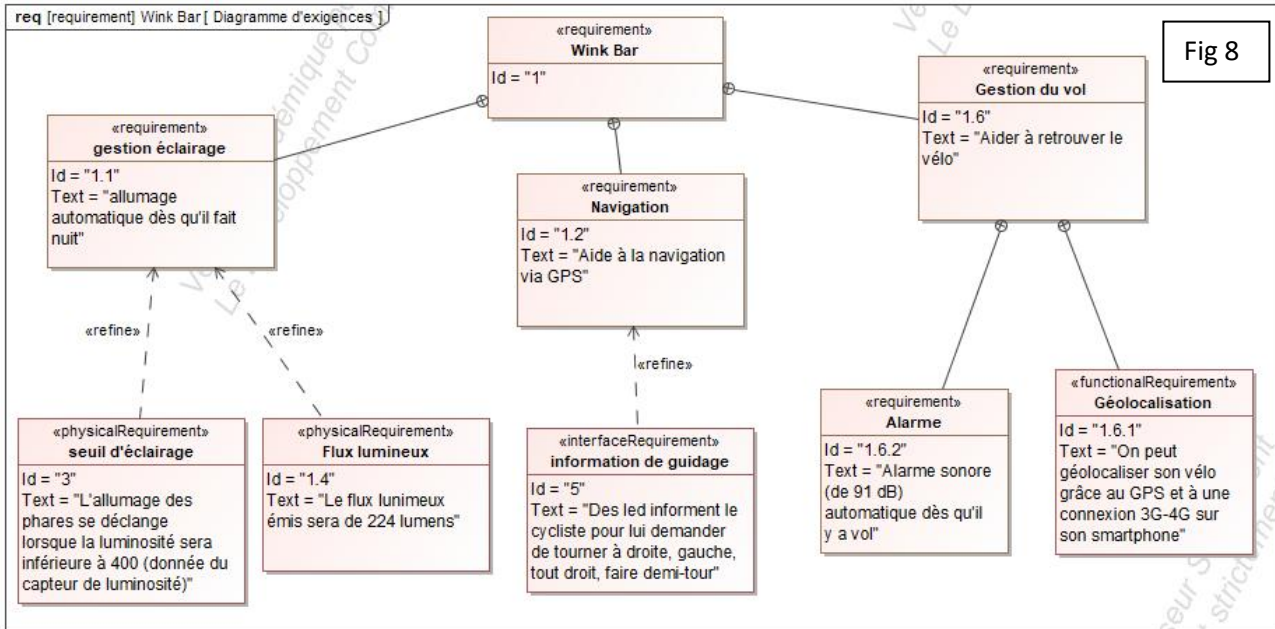 req [requirement] Wink Bar [ Diagramme d'exigences ]
Fig 8
«requirement»
Wink Bar
Id = "1"
«requirement»
gestion éclairage
Id = "1.1"
Text = "allumage
automatique dès qu'il fait
nuit"
«requirement»
Navigation
Id = "1.2"
Text = "Aide à la navigation
via GPS"
«requirement»
Gestion du vol
Id = "1.6"
Text = "Aider à retrouver le
vélo"
«refine»
«refine»
«refine»
«physicalRequirement»
seuil d'éclairage
Id = "3"
Text = "L'allumage des
phares se déclange
lorsque la luminosité sera
inférieure à 400 (donnée du
capteur de luminosité)"
«physicalRequirement»
Flux lumineux
Id = "1.4"
Text = "Le flux lunimeux
émis sera de 224 lumens"
«interfaceRequirement»
information de guidage
Id = "5"
Text = "Des led informent le
cycliste pour lui demander
de tourner à droite, gauche,
tout droit, faire demi-tour"
«requirement»
Alarme
Id = "1.6.2"
Text = "Alarme sonore
(de 91 dB)
automatique dès qu'il
y a vol"
«functionalRequirement»
Géolocalisation
Id = "1.6.1"
Text = "On peut
géolocaliser son vélo
grâce au GPS et à une
connexion 3G-4G sur
son smartphone"